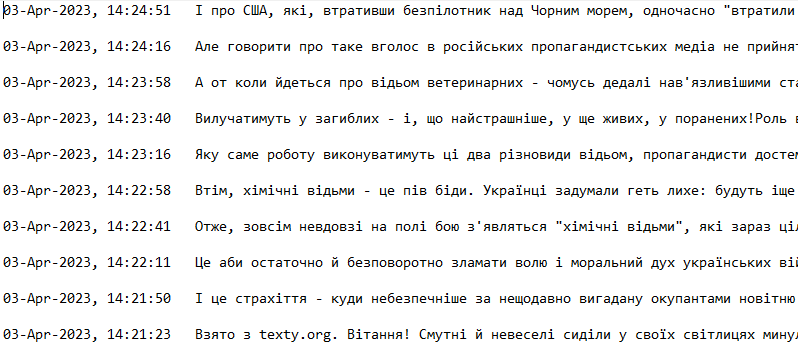 03-Apr-2023, 14:24:51 І про США, які, втративши безпілотник над Чорним морем, одночасно "втратили
03-Apr-2023, 14:24:16 Але говорити про таке вголос в російських пропагандистських медіа не прийня
03-Apr-2023, 14:23:58 А от коли йдеться про відьом ветеринарних - чомусь дедалі нав'язливішими ста
03-Apr-2023, 14:23:40 Вилучатимуть у загиблих - і, що найстрашніше, у ще живих, у поранених!Роль в
03-Apr-2023, 14:23:16 Яку саме роботу виконуватимуть ці два різновиди відьом, пропагандисти досте
03-Apr-2023, 14:22:58 Втім, хімічні відьми - це пів біди. Українці задумали геть лихе: будуть іще
03-Apr-2023, 14:22:41 Отже, зовсім невдовзі на полі бою з'являться "хімічні відьми", які зараз ціл
03-Apr-2023, 14:22:11 Це аби остаточно й безповоротно зламати волю і моральний дух українських вій
03-Apr-2023, 14:21:50 І це страхіття - куди небезпечніше за нещодавно вигадану окупантами новітню
03-Apr-2023, 14:21:23 Взято з texty.org. Вітання! Смутні й невеселі сиділи у своїх світлицях мину